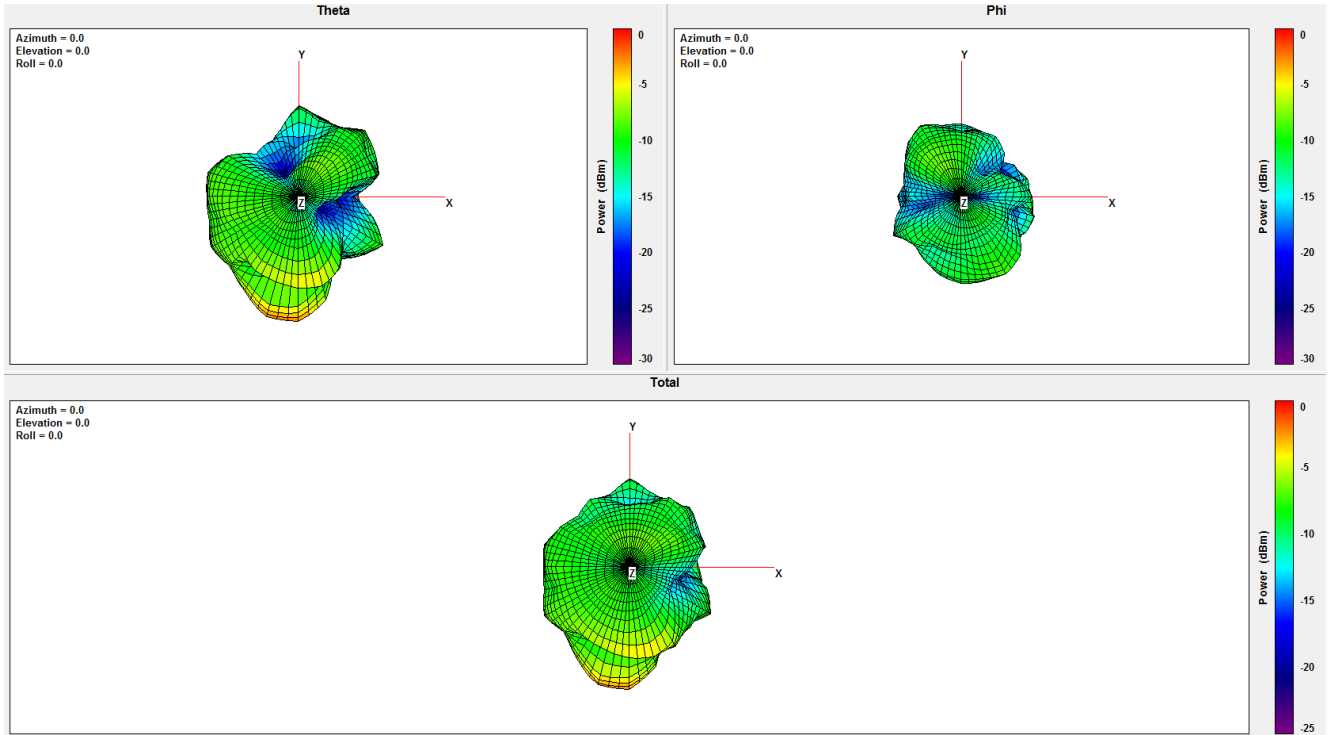 Theta
Azimuth = 0.0
Elevation = 0.0
Roll = 0.0
Y
X
Z
0
-5
-10
-15
-20
-25
-30
Power (dBm)
Phi
Azimuth = 0.0
Elevation = 0.0
Roll = 0.0
Y
X
Z
0
-5
-10
-15
-20
-25
-30
Power (dBm)
Total
Azimuth = 0.0
Elevation = 0.0
Roll = 0.0
Y
X
Z
0
-5
-10
-15
-20
-25
Power (dBm)